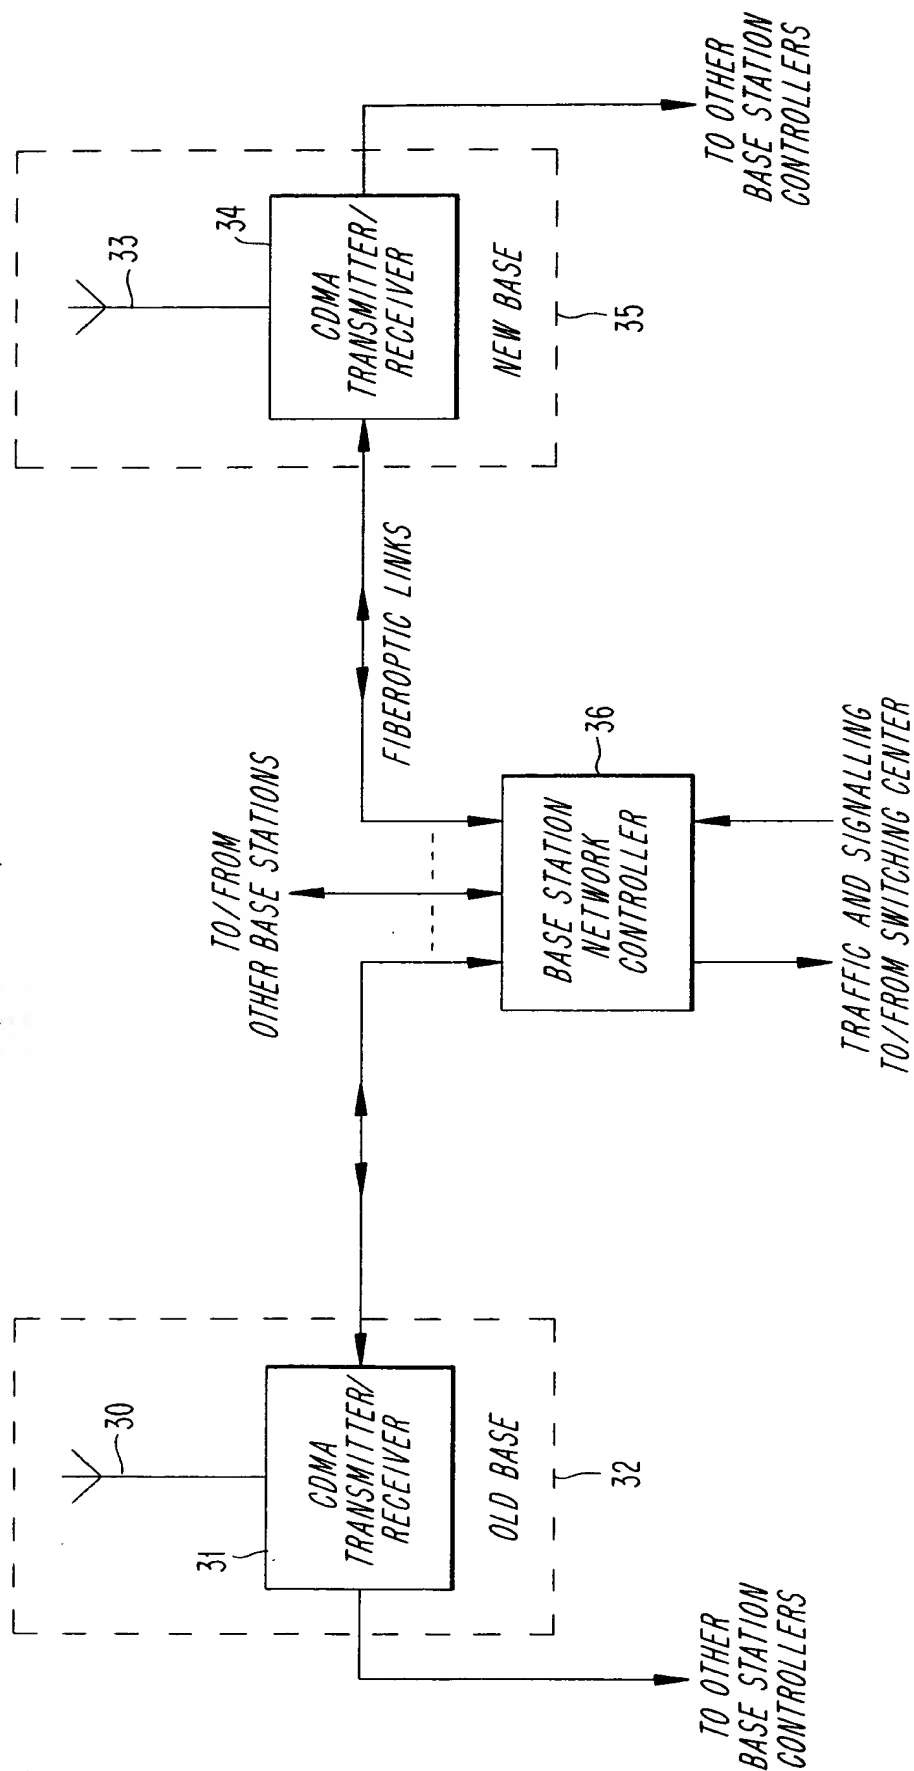 30
31
CDMA
TRANSMITTER/
RECEIVER
OLD BASE
32
TO OTHER
BASE STATION
CONTROLLERS
TO/FROM
OTHER BASE STATIONS
FIBEROPTIC LINKS
BASE STATION
NETWORK
CONTROLLER
36
TRAFFIC AND SIGNALLING
TO/FROM SWITCHING CENTER
33
34
CDMA
TRANSMITTER/
RECEIVER
NEW BASE
35
TO OTHER
BASE STATION
CONTROLLERS